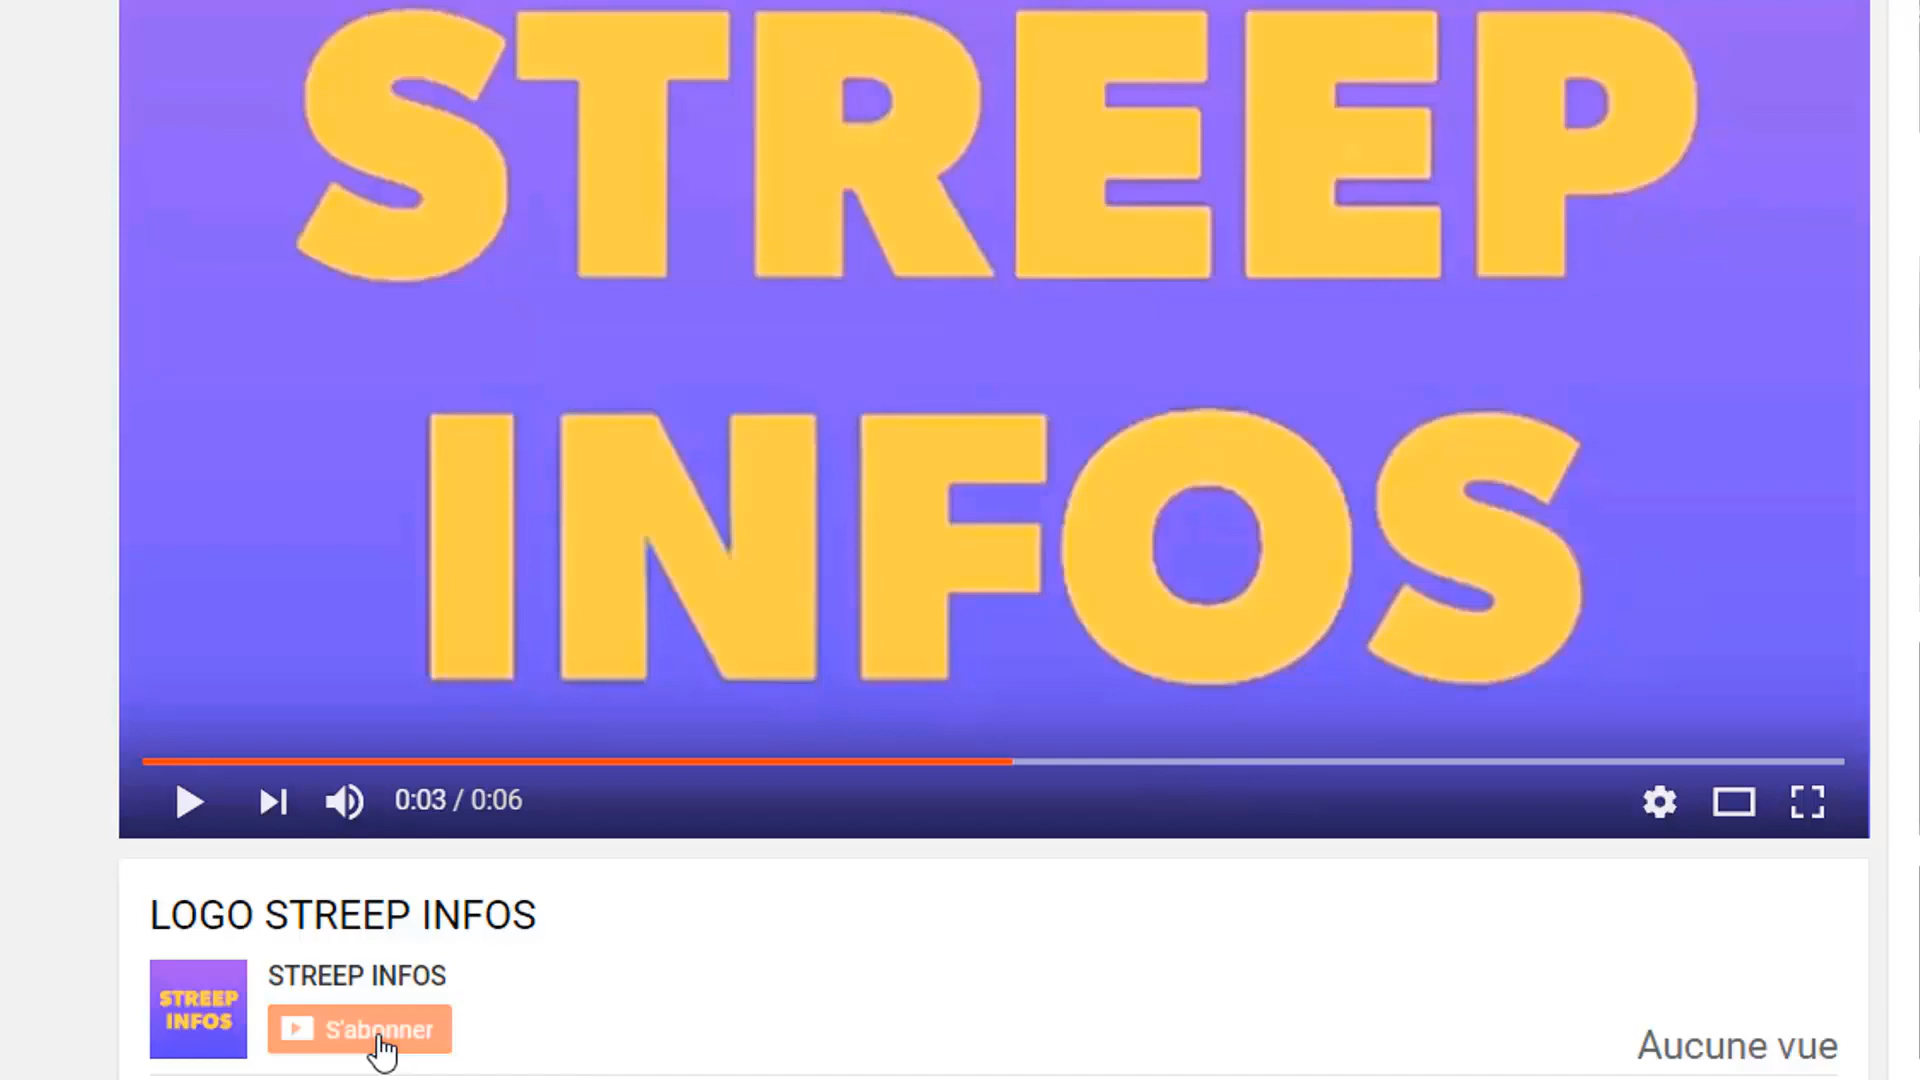 STREEP
INFOS
0:03 / 0:06
LOGO STREEP INFOS
STREEP INFOS
STREEP
INFOS
S'abonner
Aucune vue